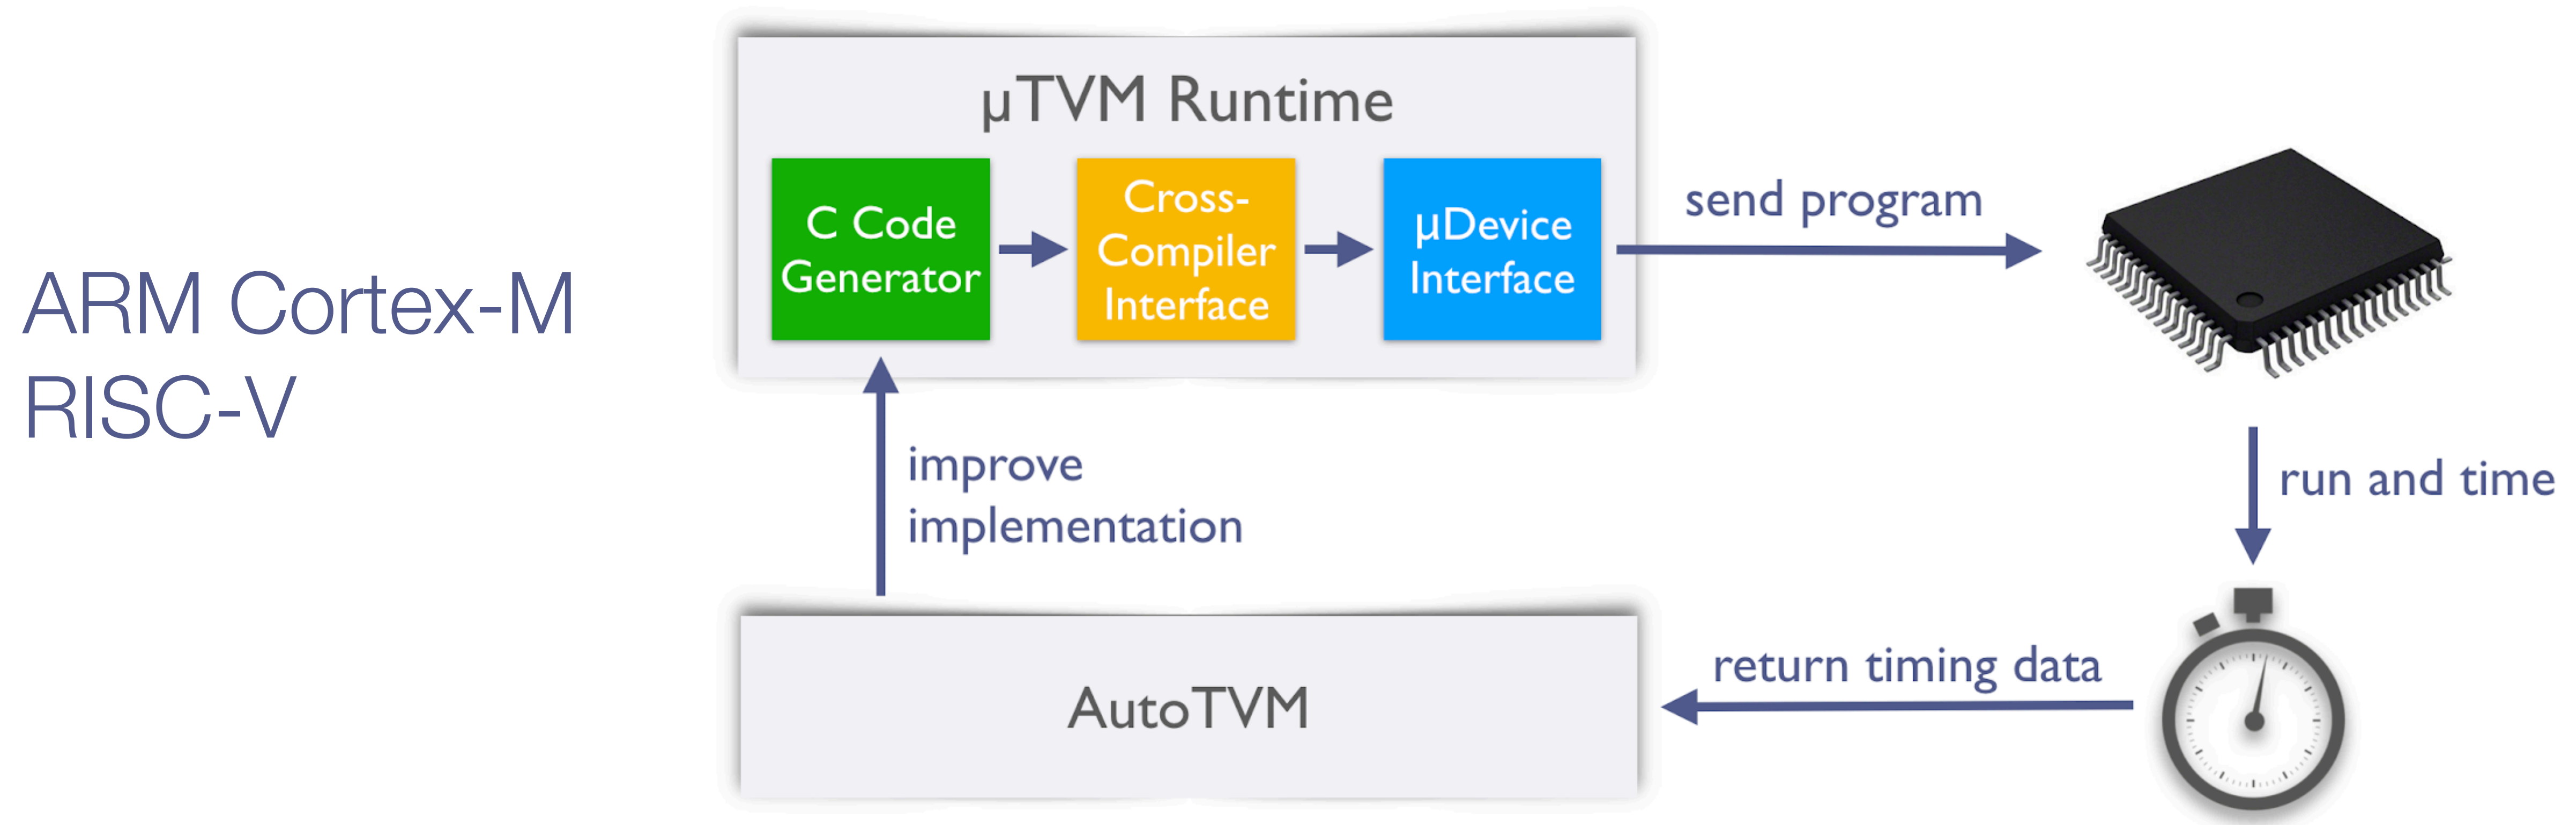 ARM Cortex-M
RISC-V
µTVM Runtime
C Code
Generator
Cross-
Compiler
Interface
µDevice
Interface
send program
run and time
return timing data
AutoTVM
improve
implementation